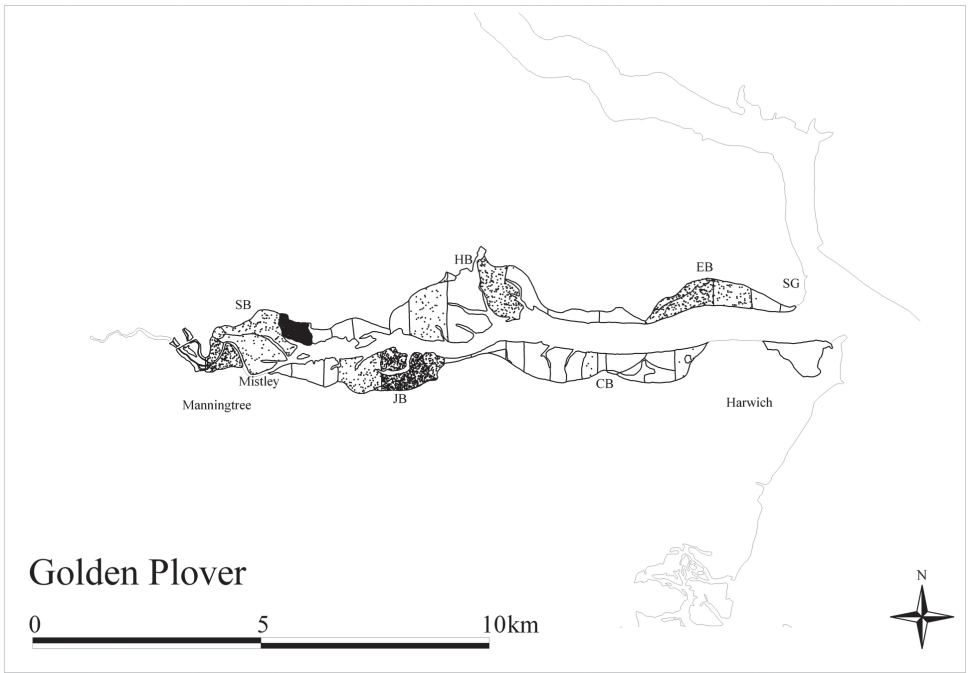 HB
EB
SG
SB
Mistley
Manningtree
JB
CB
Harwich
Golden Plover
N
0 5 10km